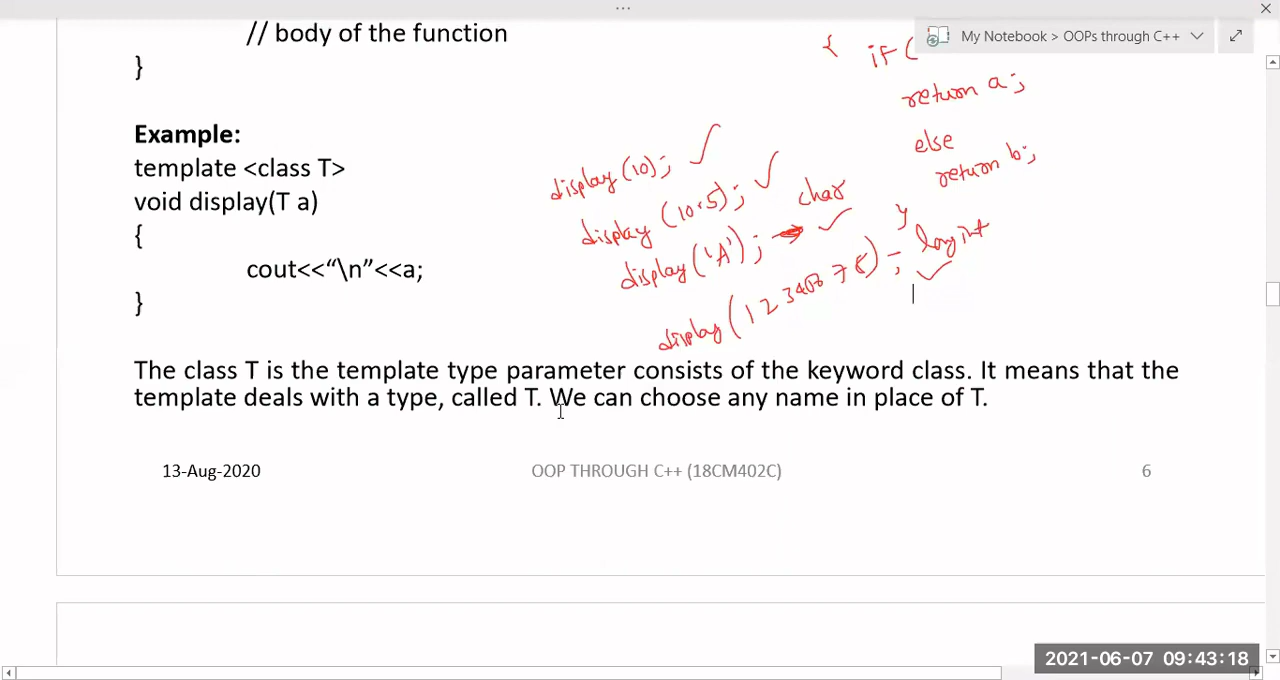 // body of the function
}
My Notebook > OOPs through C++
{ if (
return a;
else
return b;
}
Example:
template <class T>
void display(T a)
{
cout<<“\n”<<a;
}
display(10);
display(10.5);
display('A'); char
display( ); long int
The class T is the template type parameter consists of the keyword class. It means that the
template deals with a type, called T. We can choose any name in place of T.
13-Aug-2020
OOP THROUGH C++ (18CM402C)
6
2021-06-07 09:43:18